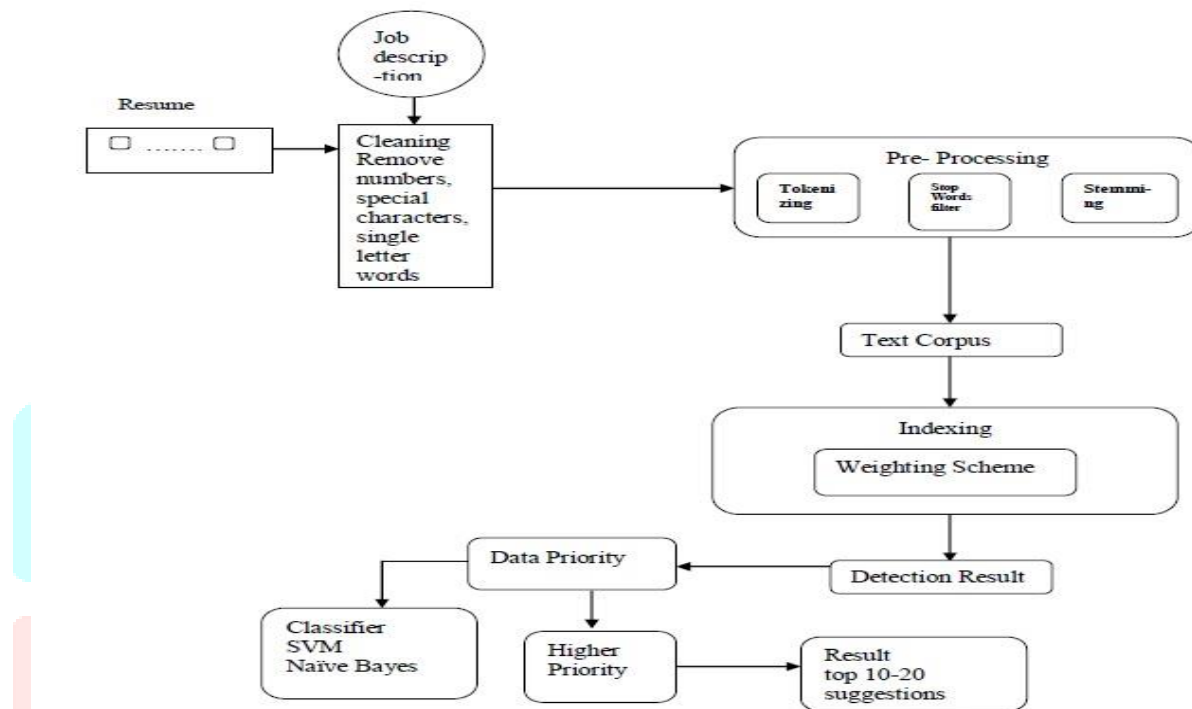 Job
descrip
-tion
Resume
.......
Cleaning
Remove
numbers,
special
characters,
single
letter
words
Pre- Processing
Tokeni
zing
Stop
Words
filter
Stemmi-
ng
Text Corpus
Indexing
Weighting Scheme
Detection Result
Data Priority
Classifier
SVM
Naïve Bayes
Higher
Priority
Result
top 10-20
suggestions